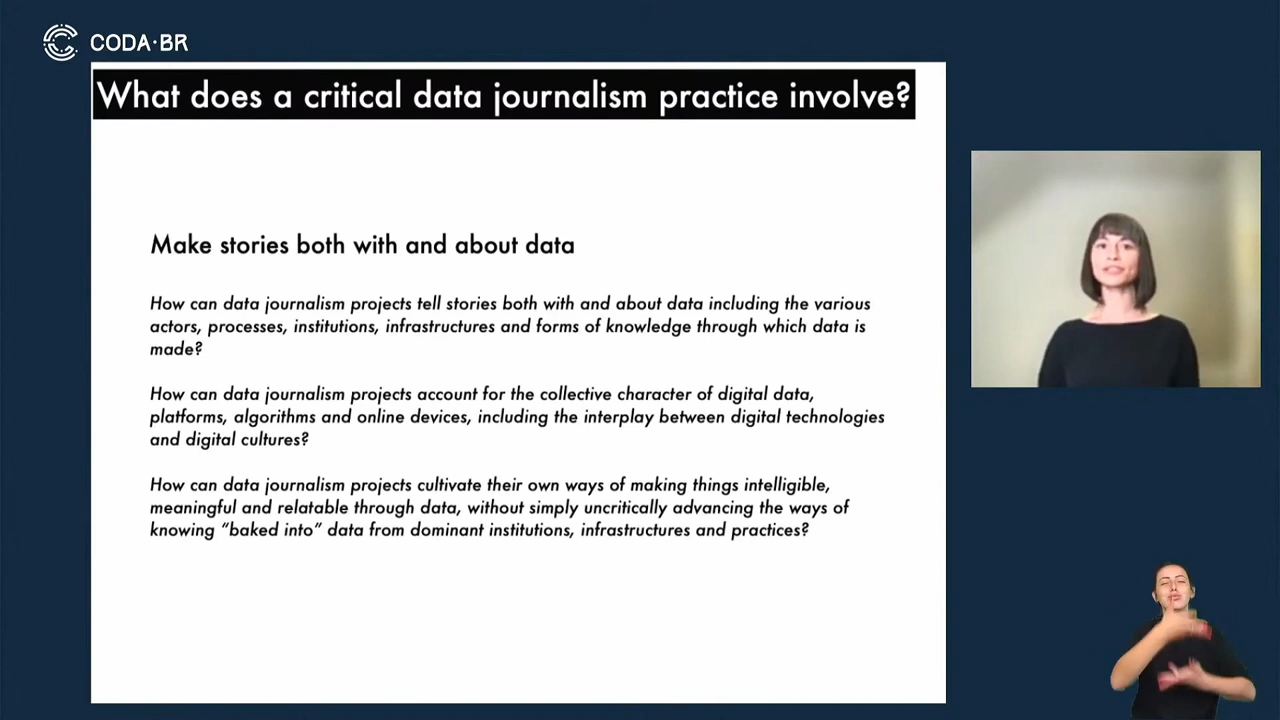 CODA·BR
What does a critical data journalism practice involve?
Make stories both with and about data
How can data journalism projects tell stories both with and about data including the various
actors, processes, institutions, infrastructures and forms of knowledge through which data is
made?
How can data journalism projects account for the collective character of digital data,
platforms, algorithms and online devices, including the interplay between digital technologies
and digital cultures?
How can data journalism projects cultivate their own ways of making things intelligible,
meaningful and relatable through data, without simply uncritically advancing the ways of
knowing “baked into” data from dominant institutions, infrastructures and practices?